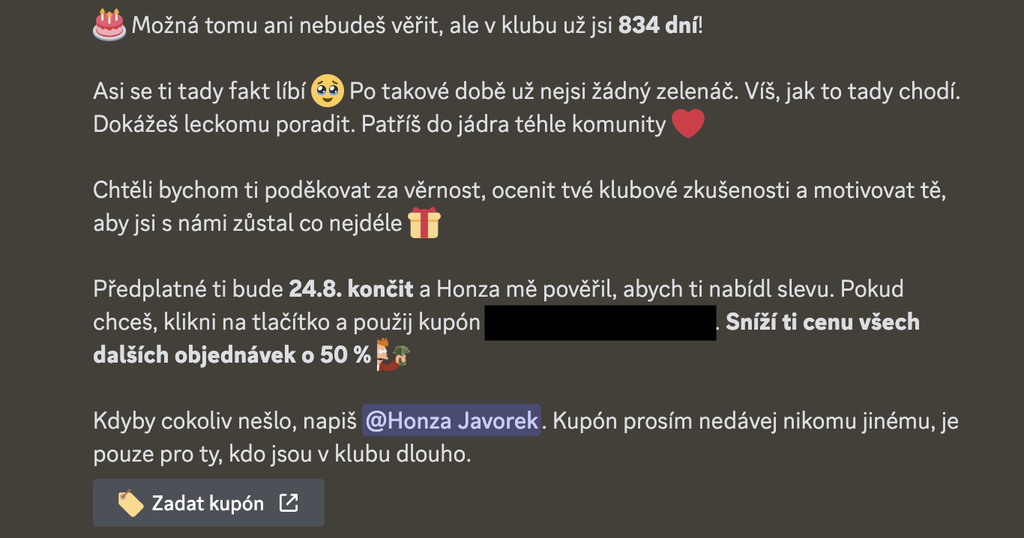 Možná tomu ani nebudeš věřit, ale v klubu už jsi 834 dní!
Asi se ti tady fakt líbí 🥹 Po takové době už nejsi žádný zelenáč. Víš, jak to tady chodí.
Dokážeš leckomu poradit. Patříš do jádra téhle komunity ❤️
Chtěli bychom ti poděkovat za věrnost, ocenit tvé klubové zkušenosti a motivovat tě,
aby jsi s námi zůstal co nejdéle 🎁
Předplatné ti bude 24.8. končit a Honza mě pověřil, abych ti nabídl slevu. Pokud
chceš, klikni na tlačítko a použij kupón . Sníží ti cenu všech
dalších objednávek o 50 %
Kdyby cokoliv nešlo, napiš @Honza Javorek. Kupón prosím nedávej nikomu jinému, je
pouze pro ty, kdo jsou v klubu dlouho.
Zadat kupón